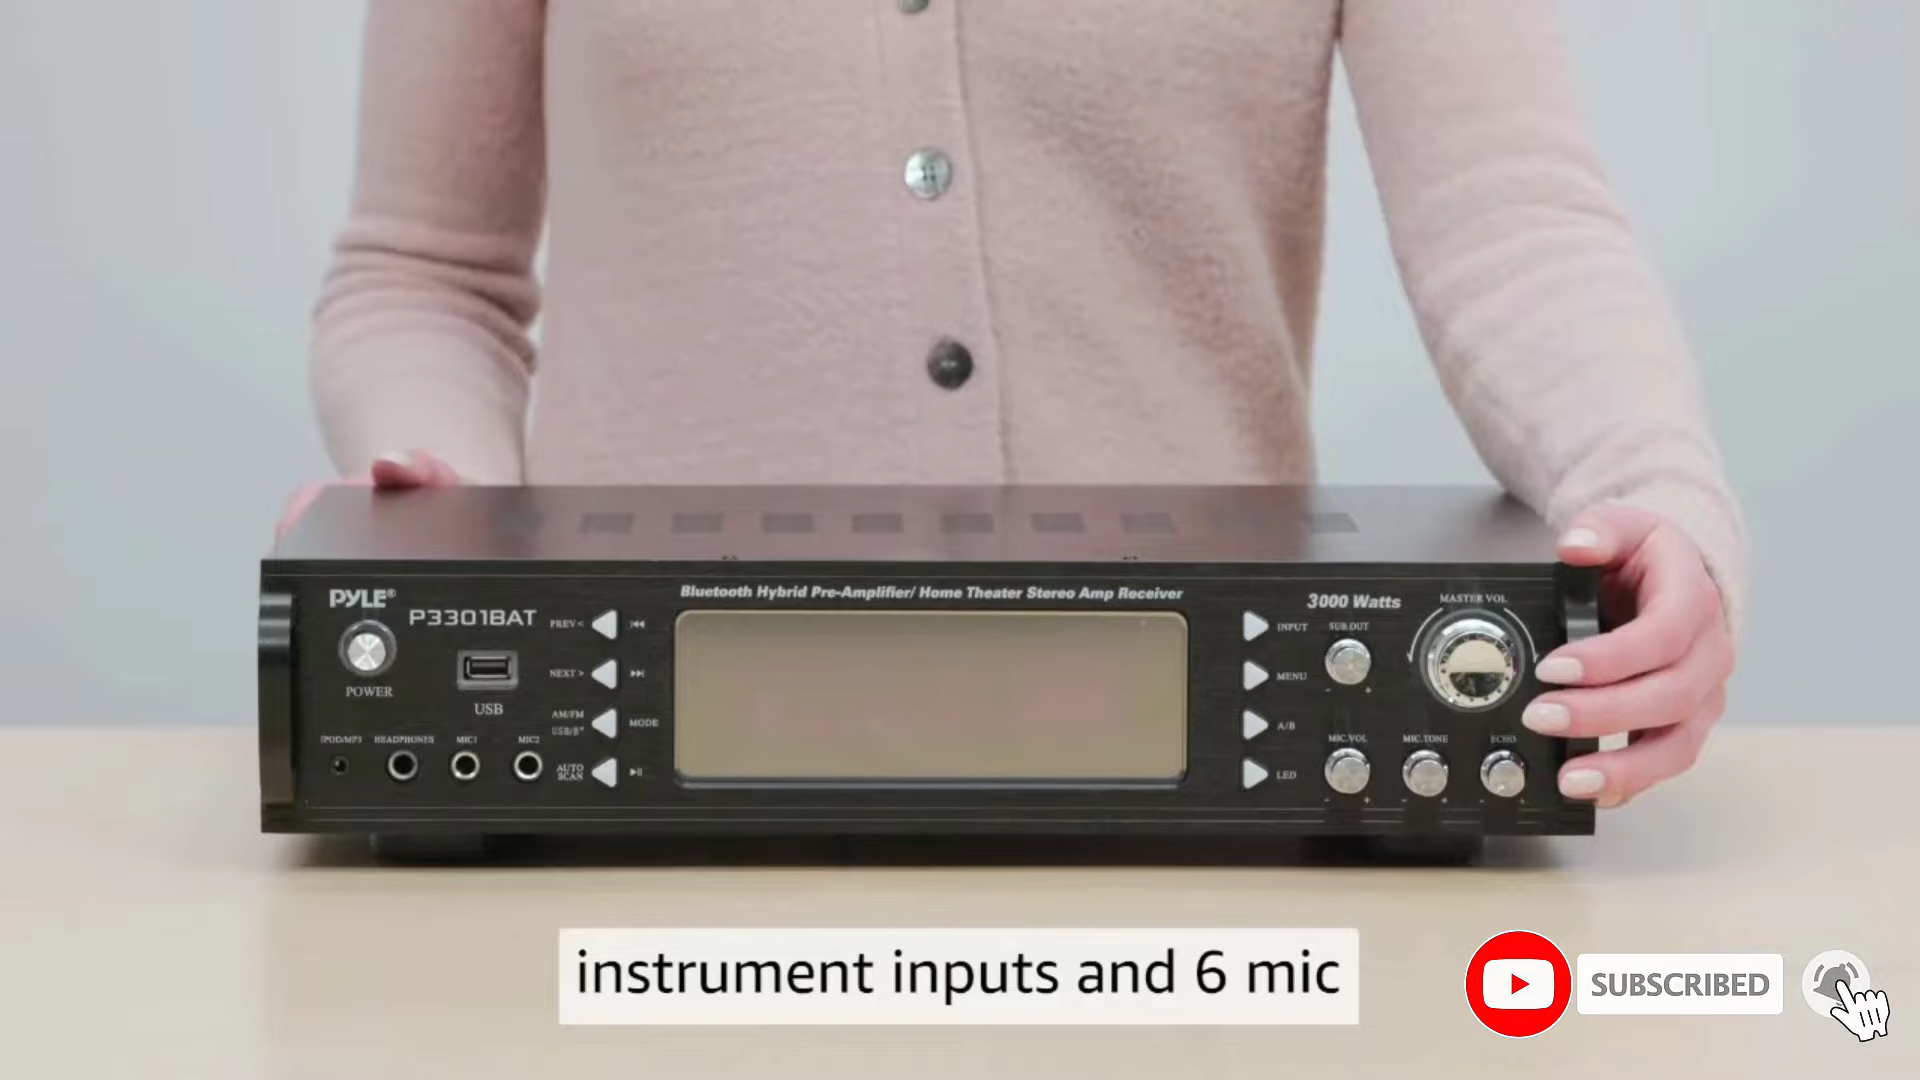 Bluetooth Hybrid Pre-Amplifier/ Home Theater Stereo Amp Receiver
PYLE®
P3301BAT
POWER
USB
IPOD/MP3
HEADPHONES
MIC1
MIC2
PREV<
NEXT >
AM/FM
USB/BT
MODE
AUTO
SCAN
INPUT
MENU
A/B
LED
3000 Watts
MASTER VOL
SUB.OUT
- +
MIC.VOL
- +
MIC.TONE
- +
ECHO
- +
instrument inputs and 6 mic
SUBSCRIBED